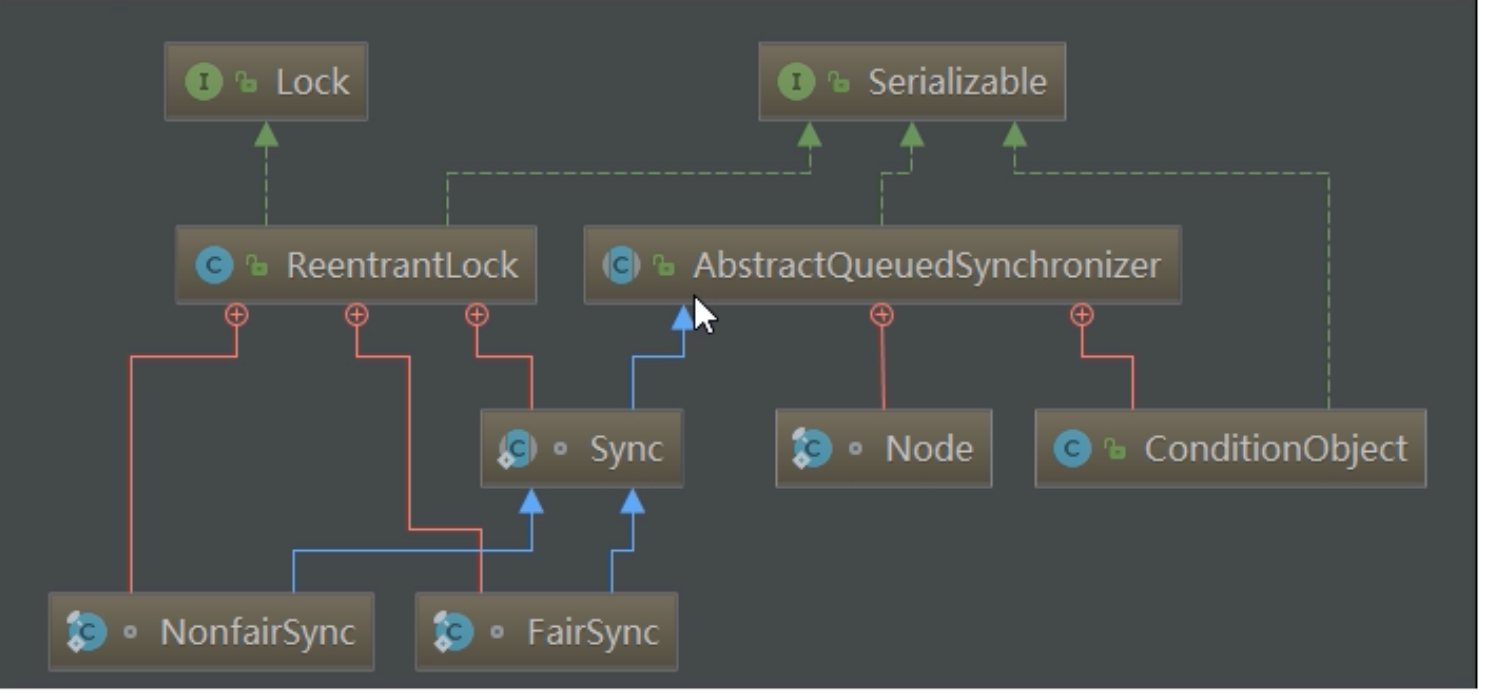 I Lock
I Serializable
C ReentrantLock
C AbstractQueuedSynchronizer
C Sync
C Node
C ConditionObject
C NonfairSync
C FairSync